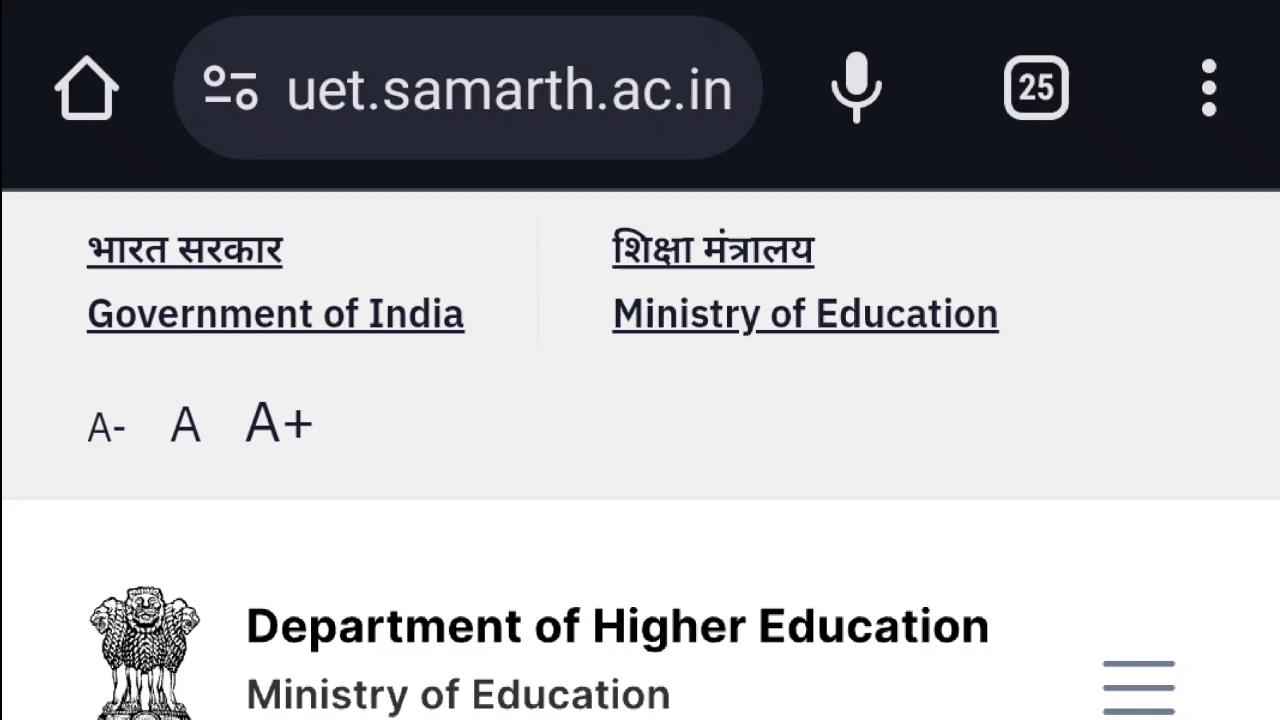 uet.samarth.ac.in
25
भारत सरकार
शिक्षा मंत्रालय
Government of India
Ministry of Education
A- A A+
Department of Higher Education
Ministry of Education